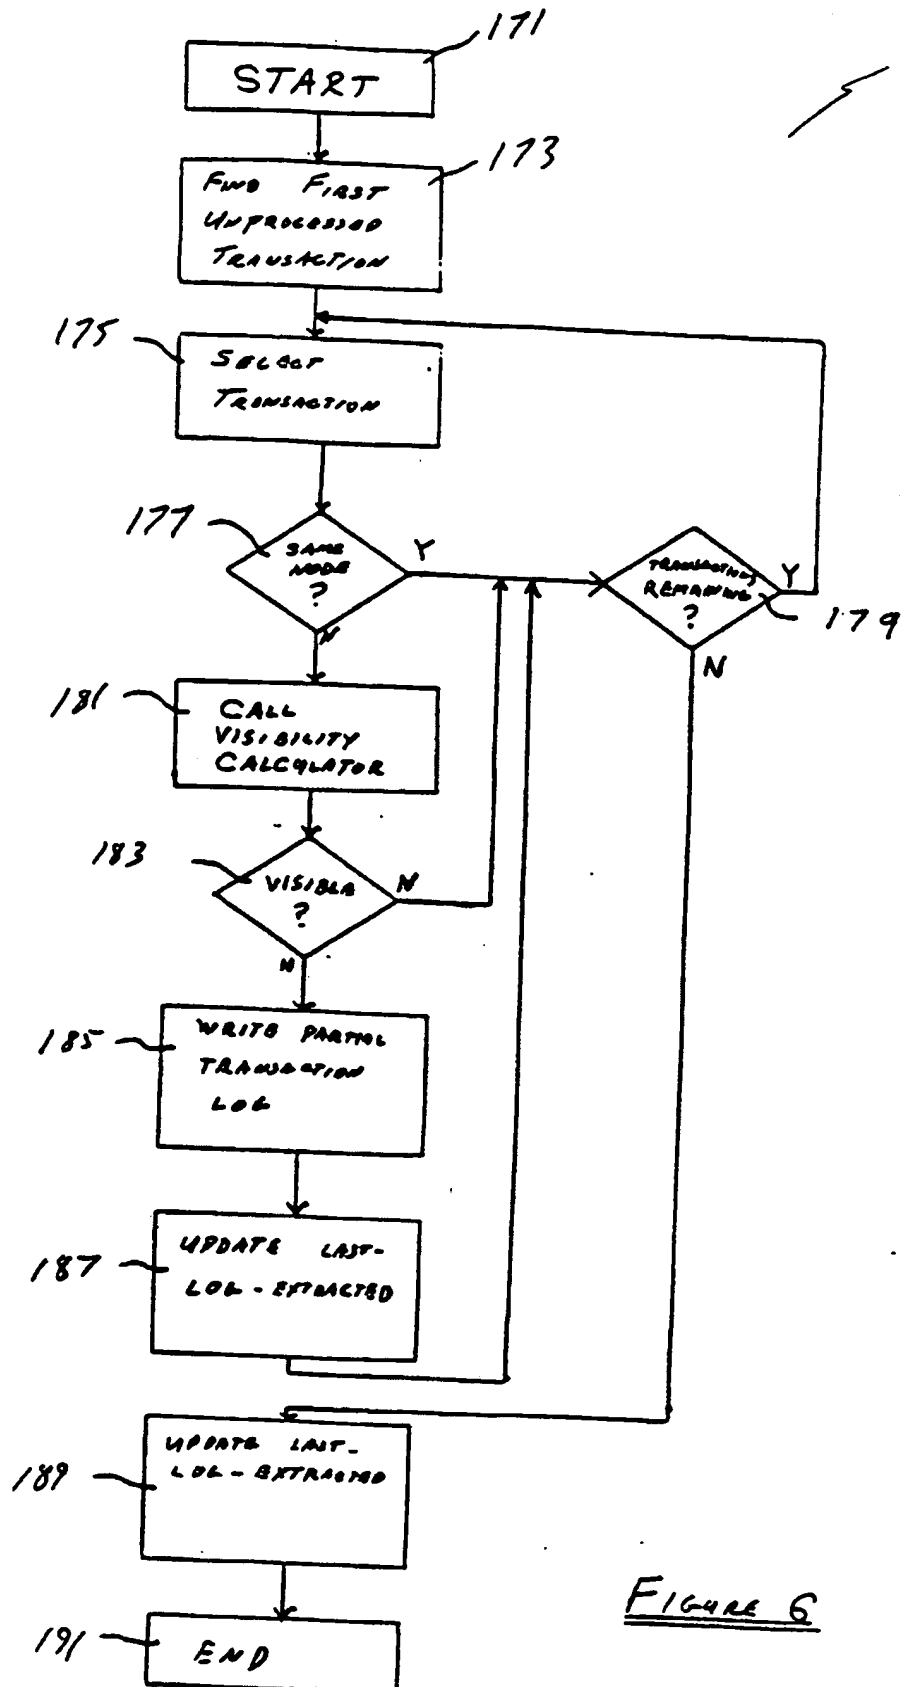 171
START
173
FIND FIRST
UNPROCESSED
TRANSACTION
175
SELECT
TRANSACTION
177
SAME
NODE
?
Y
N
TRANSACTIONS
REMAINING
?
Y
179
N
181
CALL
VISIBILITY
CALCULATOR
183
VISIBLE
?
N
N
185
WRITE PARTIAL
TRANSACTION
LOG
187
UPDATE LAST-
LOG-EXTRACTED
189
UPDATE LAST-
LOG-EXTRACTED
191
END
FIGURE 6